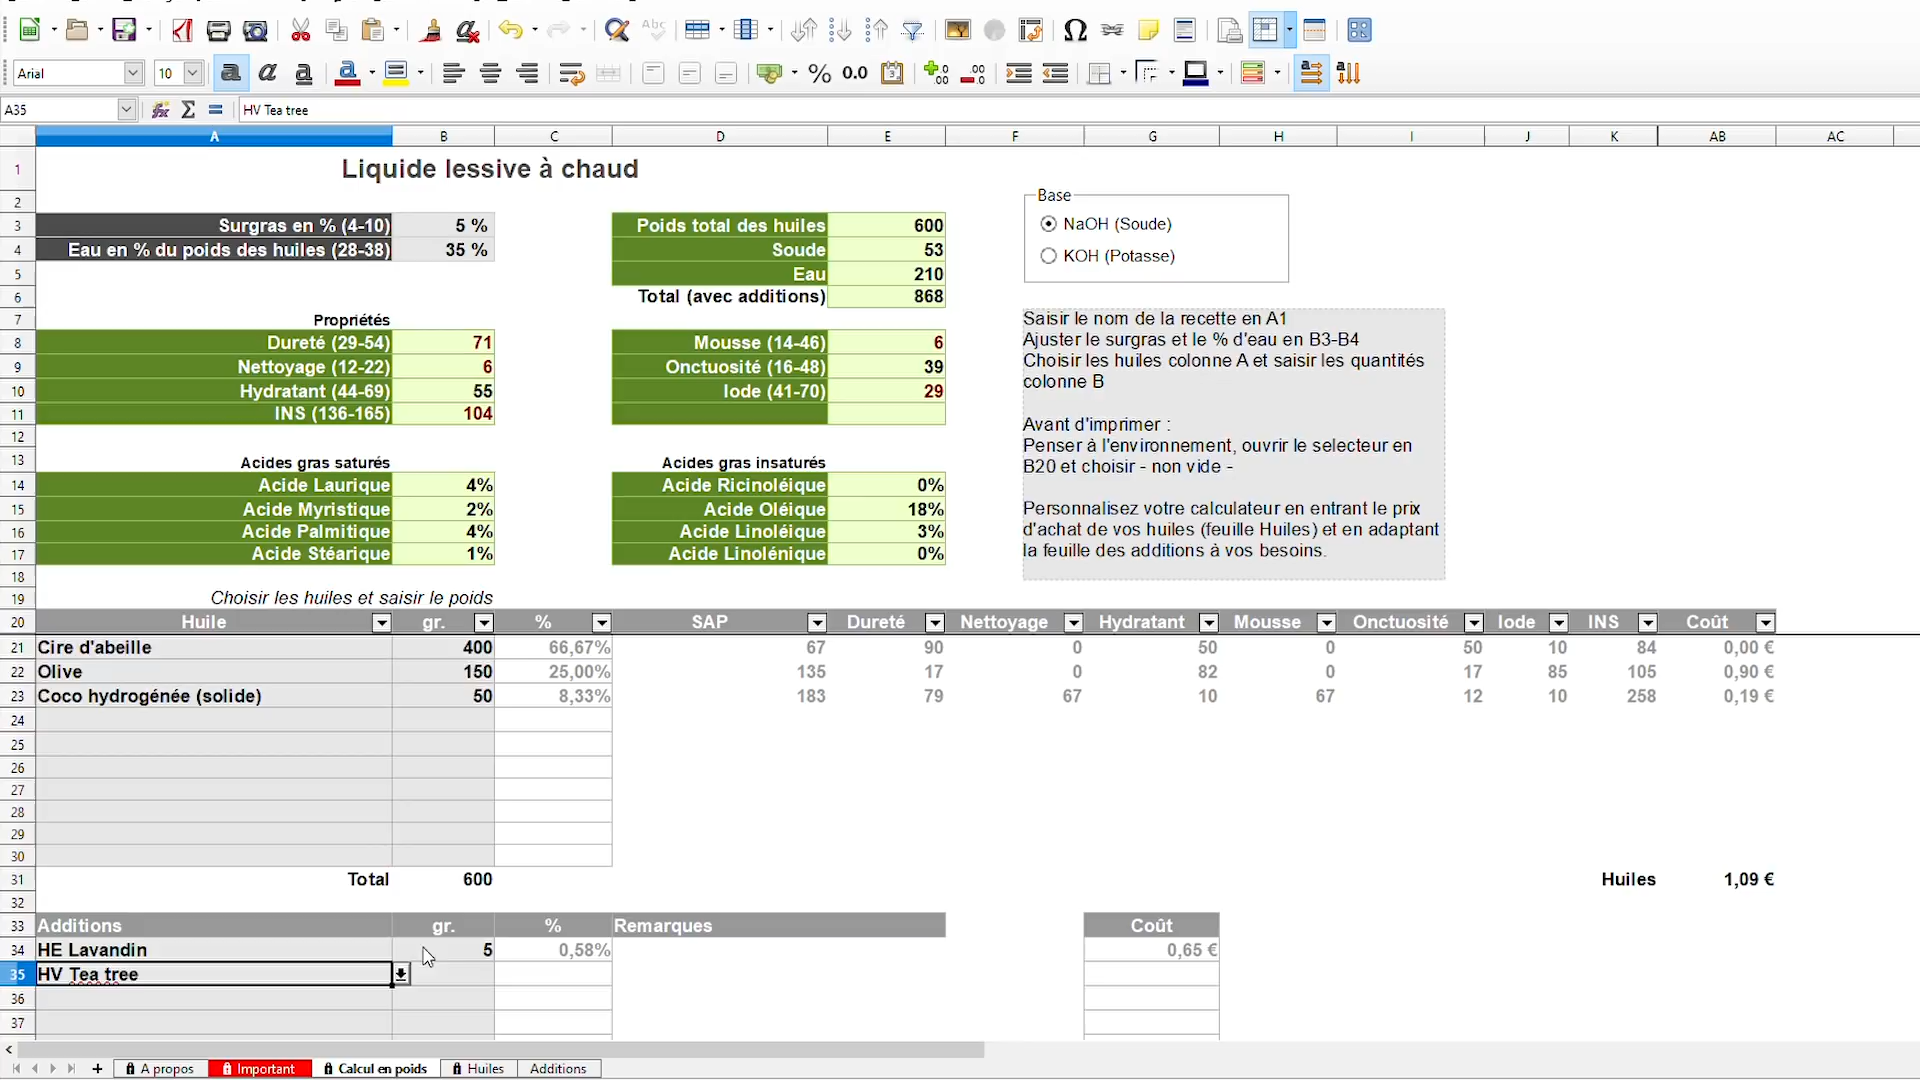 Arial
10
A35
HV Tea tree
A B C D E F G H I J K AB AC
1 Liquide lessive à chaud
2
3 Surgras en % (4-10) 5 % Poids total des huiles 600
4 Eau en % du poids des huiles (28-38) 35 % Soude 53
5 Eau 210
6 Total (avec additions) 868
Base
NaOH (Soude)
KOH (Potasse)
7 Propriétés
8 Dureté (29-54) 71 Mousse (14-46) 6
9 Nettoyage (12-22) 6 Onctuosité (16-48) 39
10 Hydratant (44-69) 55 Iode (41-70) 29
11 INS (136-165) 104
12
13 Acides gras saturés Acides gras insaturés
14 Acide Laurique 4% Acide Ricinoléique 0%
15 Acide Myristique 2% Acide Oléique 18%
16 Acide Palmitique 4% Acide Linoléique 3%
17 Acide Stéarique 1% Acide Linolénique 0%
Saisir le nom de la recette en A1
Ajuster le surgras et le % d'eau en B3-B4
Choisir les huiles colonne A et saisir les quantités
colonne B
Avant d'imprimer :
Penser à l'environnement, ouvrir le selecteur en
B20 et choisir - non vide -
Personnalisez votre calculateur en entrant le prix
d'achat de vos huiles (feuille Huiles) et en adaptant
la feuille des additions à vos besoins.
18
19 Choisir les huiles et saisir le poids
20 Huile gr. % SAP Dureté Nettoyage Hydratant Mousse Onctuosité Iode INS Coût
21 Cire d'abeille 400 66,67% 67 90 0 50 0 50 10 84 0,00 €
22 Olive 150 25,00% 135 17 0 82 0 17 85 105 0,90 €
23 Coco hydrogénée (solide) 50 8,33% 183 79 67 10 67 12 10 258 0,19 €
24
25
26
27
28
29
30
31 Total 600 Huiles 1,09 €
32
33 Additions gr. % Remarques Coût
34 HE Lavandin 5 0,58% 0,65 €
35 HV Tea tree
36
37
A propos Important Calcul en poids Huiles Additions